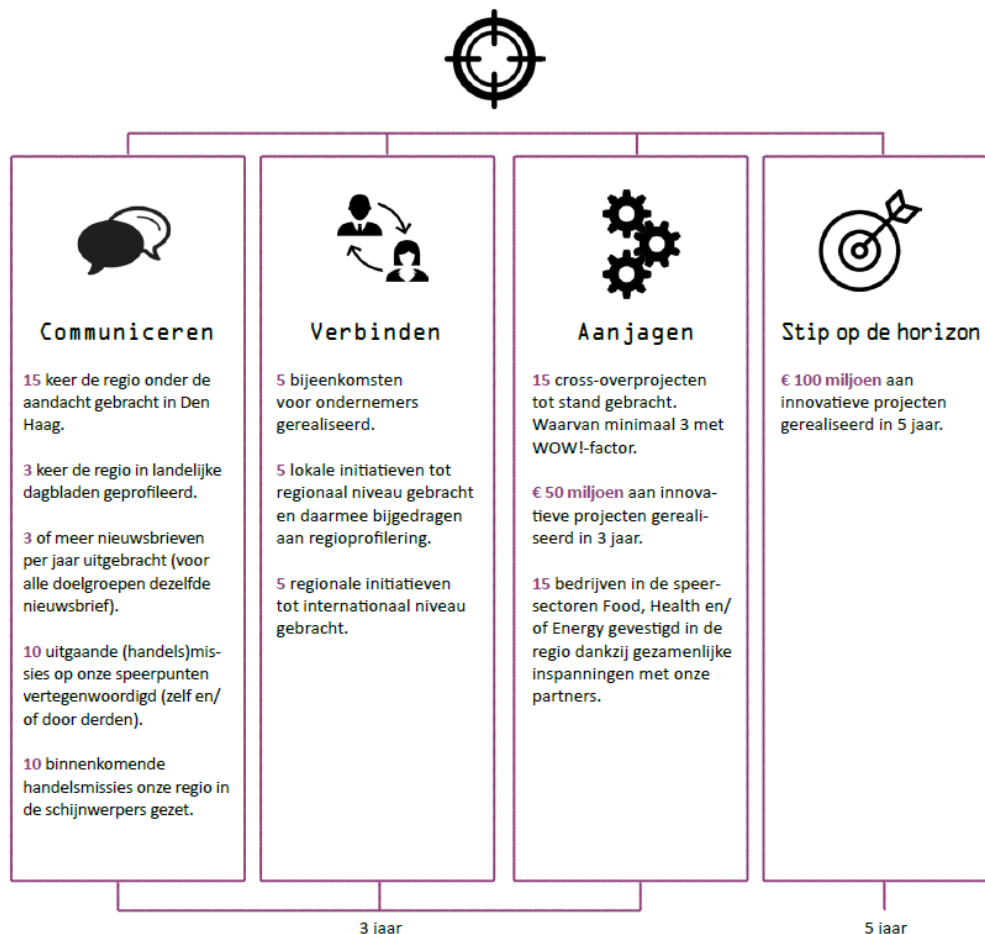 Communiceren
15 keer de regio onder de
aandacht gebracht in Den
Haag.
3 keer de regio in landelijke
dagbladen geprofileerd.
3 of meer nieuwsbrieven
per jaar uitgebracht (voor
alle doelgroepen dezelfde
nieuwsbrief).
10 uitgaande (handels)mis-
sies op onze speerpunten
vertegenwoordigd (zelf en/
of door derden).
10 binnenkomende
handelsmissies onze regio in
de schijnwerpers gezet.
Verbinden
5 bijeenkomsten
voor ondernemers
gerealiseerd.
5 lokale initiatieven tot
regionaal niveau gebracht
en daarmee bijgedragen
aan regioprofilering.
5 regionale initiatieven
tot internationaal niveau
gebracht.
Aanjagen
15 cross-overprojecten
tot stand gebracht.
Waarvan minimaal 3 met
WOW!-factor.
€ 50 miljoen aan innova-
tieve projecten gereali-
seerd in 3 jaar.
15 bedrijven in de speer-
sectoren Food, Health en/
of Energy gevestigd in de
regio dankzij gezamenlijke
inspanningen met onze
partners.
Stip op de horizon
€ 100 miljoen aan
innovatieve projecten
gerealiseerd in 5 jaar.
3 jaar
5 jaar